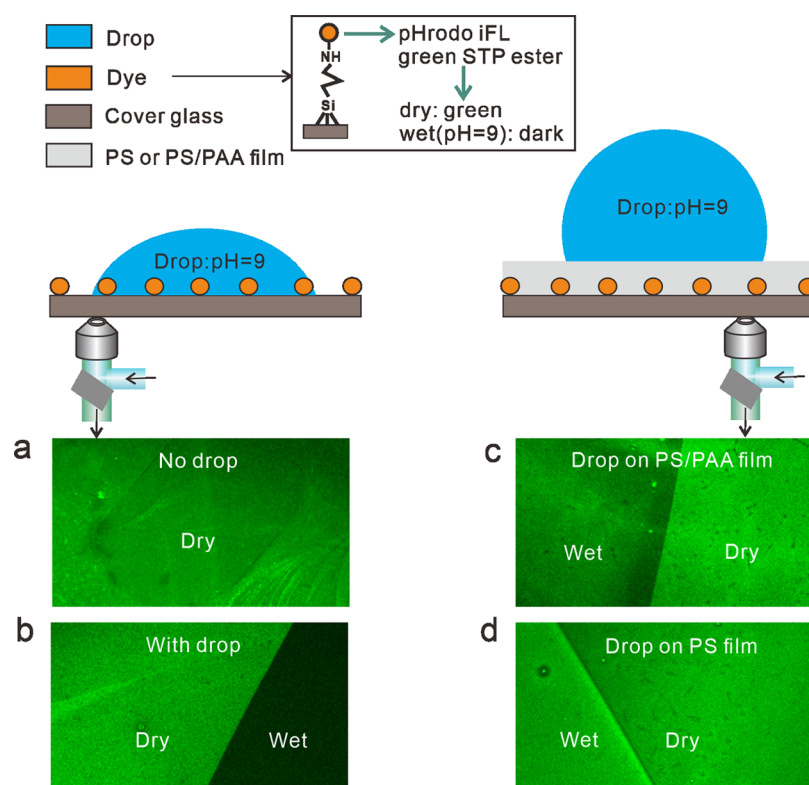 Drop
Dye
Cover glass
PS or PS/PAA film
NH
Si
pHrodo iFL
green STP ester
dry: green
wet(pH=9): dark
Drop:pH=9
Drop:pH=9
a
No drop
Dry
b
With drop
Dry
Wet
c
Drop on PS/PAA film
Wet
Dry
d
Drop on PS film
Wet
Dry